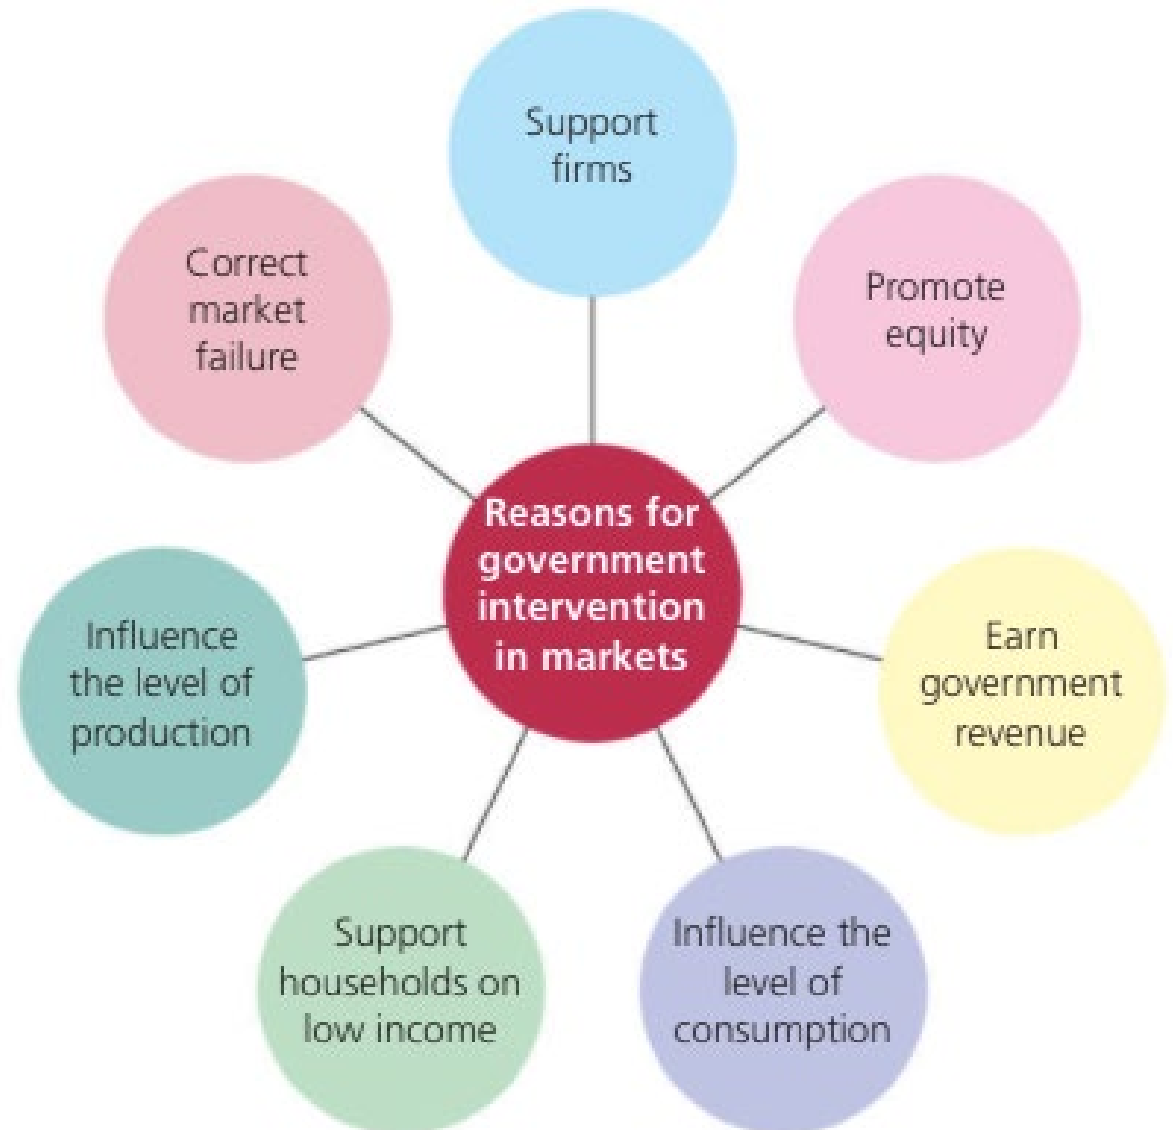 Support
firms
Promote
equity
Earn
government
revenue
Influence the
level of
consumption
Support
households on
low income
Influence
the level of
production
Correct
market
failure
Reasons for
government
intervention
in markets